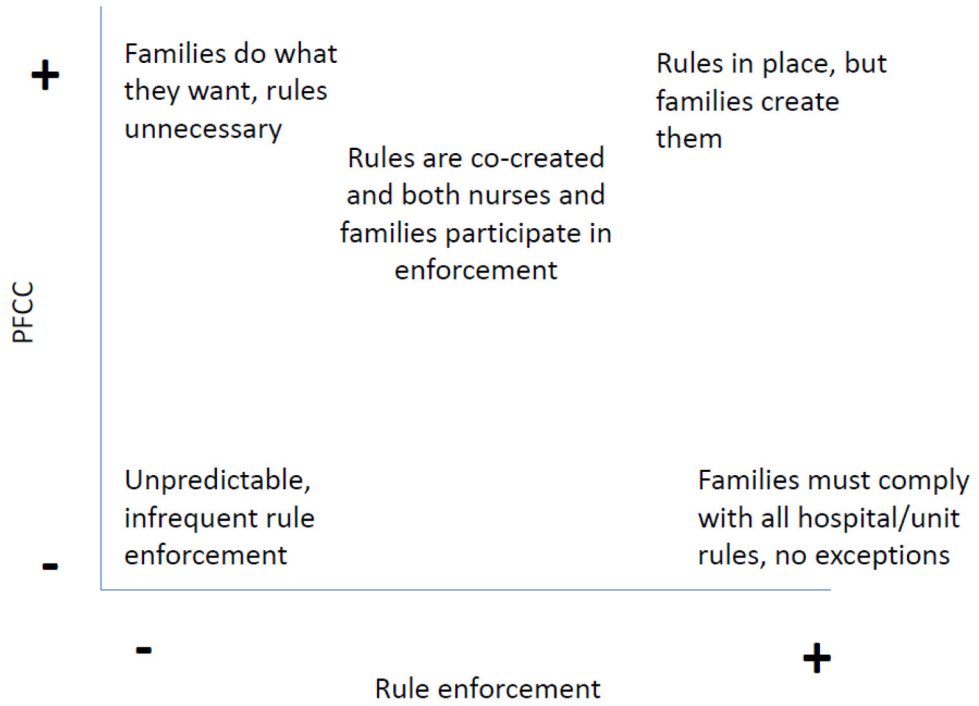 +
Families do what
they want, rules
unnecessary
Rules in place, but
families create
them
Rules are co-created
and both nurses and
families participate in
enforcement
PFCC
Unpredictable,
infrequent rule
enforcement
Families must comply
with all hospital/unit
rules, no exceptions
-
-
+
Rule enforcement